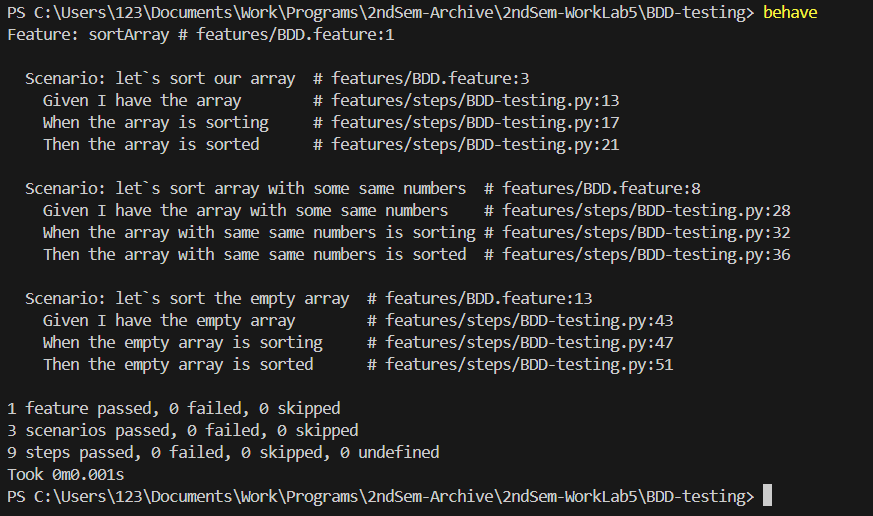 PS C:\Users\123\Documents\Work\Programs\2ndSem-Archive\2ndSem-WorkLab5\BDD-testing> behave
Feature: sortArray # features/BDD.feature:1
Scenario: let`s sort our array # features/BDD.feature:3
Given I have the array # features/steps/BDD-testing.py:13
When the array is sorting # features/steps/BDD-testing.py:17
Then the array is sorted # features/steps/BDD-testing.py:21
Scenario: let`s sort array with some same numbers # features/BDD.feature:8
Given I have the array with some same numbers # features/steps/BDD-testing.py:28
When the array with same same numbers is sorting # features/steps/BDD-testing.py:32
Then the array with same same numbers is sorted # features/steps/BDD-testing.py:36
Scenario: let`s sort the empty array # features/BDD.feature:13
Given I have the empty array # features/steps/BDD-testing.py:43
When the empty array is sorting # features/steps/BDD-testing.py:47
Then the empty array is sorted # features/steps/BDD-testing.py:51
1 feature passed, 0 failed, 0 skipped
3 scenarios passed, 0 failed, 0 skipped
9 steps passed, 0 failed, 0 skipped, 0 undefined
Took 0m0.001s
PS C:\Users\123\Documents\Work\Programs\2ndSem-Archive\2ndSem-WorkLab5\BDD-testing>